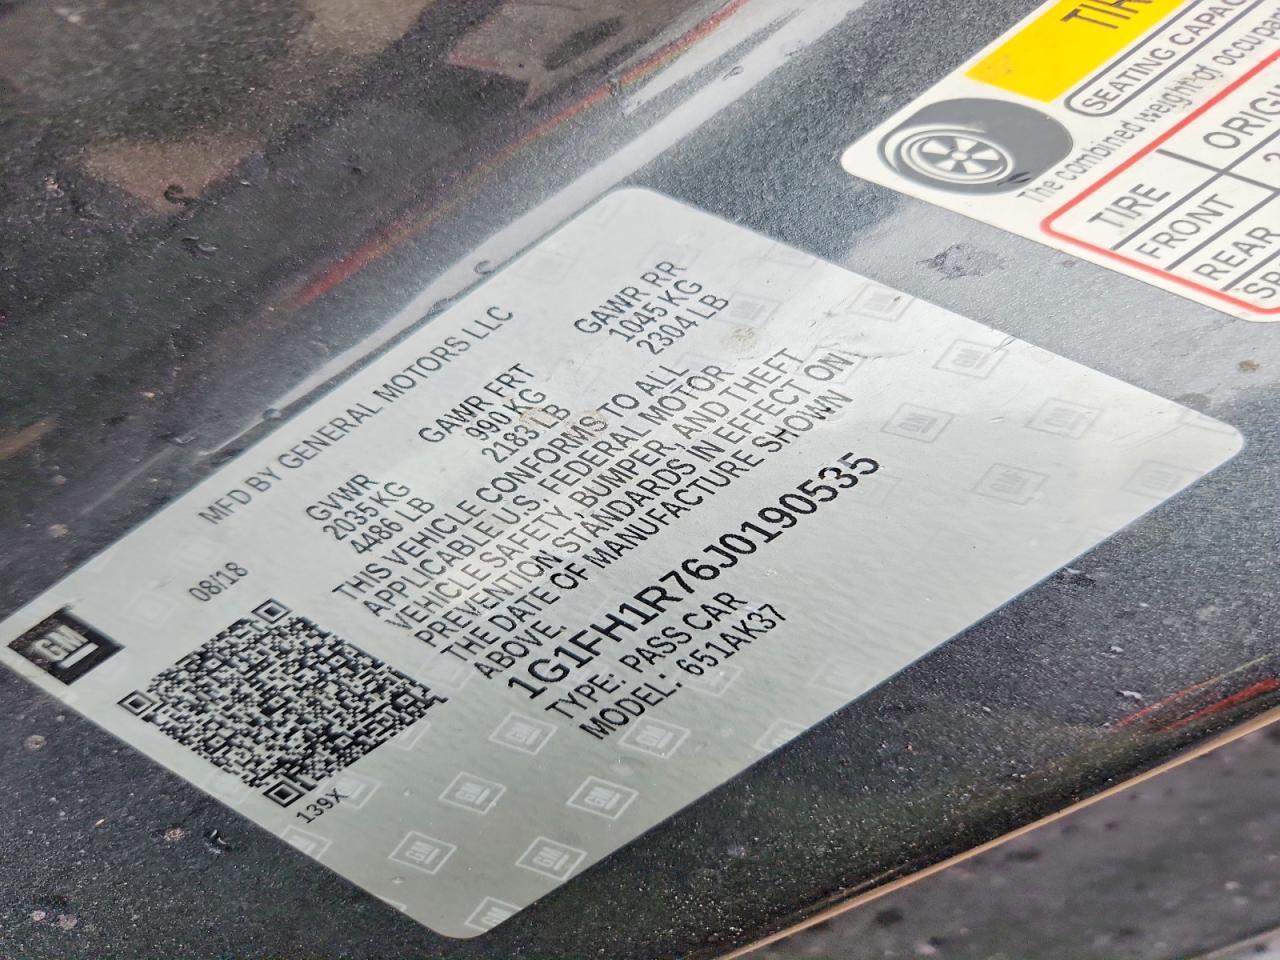 GM
08/18
MFD BY GENERAL MOTORS LLC
GVWR GAWR FRT GAWR RR
2035 KG 990 KG 1045 KG
4486 LB 2183 LB 2304 LB
THIS VEHICLE CONFORMS TO ALL
APPLICABLE U.S. FEDERAL MOTOR
VEHICLE SAFETY, BUMPER, AND THEFT
PREVENTION STANDARDS IN EFFECT ON
THE DATE OF MANUFACTURE SHOWN
ABOVE.
1G1FH1R76J0190535
TYPE: PASS CAR
MODEL: 651AK37
139X
SEATING CAPAC
The combined weight of occupa
TIRE ORIGI
FRONT
REAR